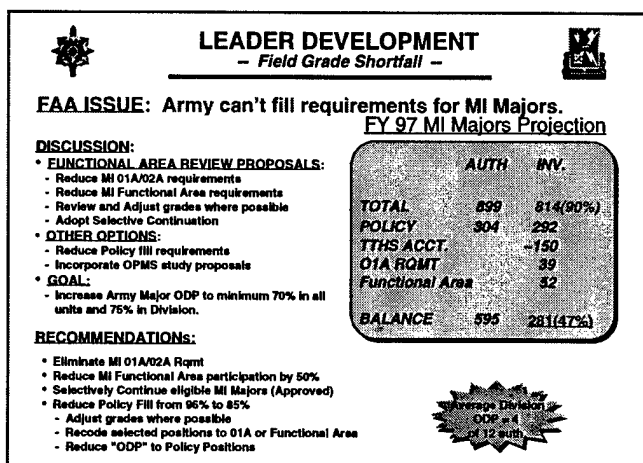 LEADER DEVELOPMENT
– Field Grade Shortfall –
FAA ISSUE: Army can't fill requirements for MI Majors.
DISCUSSION:
• FUNCTIONAL AREA REVIEW PROPOSALS:
- Reduce MI 01A/02A requirements
- Reduce MI Functional Area requirements
- Review and Adjust grades where possible
- Adopt Selective Continuation
• OTHER OPTIONS:
- Reduce Policy fill requirements
- Incorporate OPMS study proposals
• GOAL:
- Increase Army Major ODP to minimum 70% in all
units and 75% in Division.
RECOMMENDATIONs:
• Eliminate MI 01A/02A Rqmt
• Reduce MI Functional Area participation by 50%
• Selectively Continue eligible MI Majors (Approved)
• Reduce Policy Fill from 96% to 85%
- Adjust grades where possible
- Recode selected positions to 01A or Functional Area
- Reduce "ODP" to Policy Positions
FY 97 MI Majors Projection
AUTH INV.
TOTAL 899 814(90%)
POLICY 304 292
TTHS ACCT. -150
O1A RQMT 39
Functional Area 52
BALANCE 595 281(47%)
Average Division
ODP = 4
of 12 auth